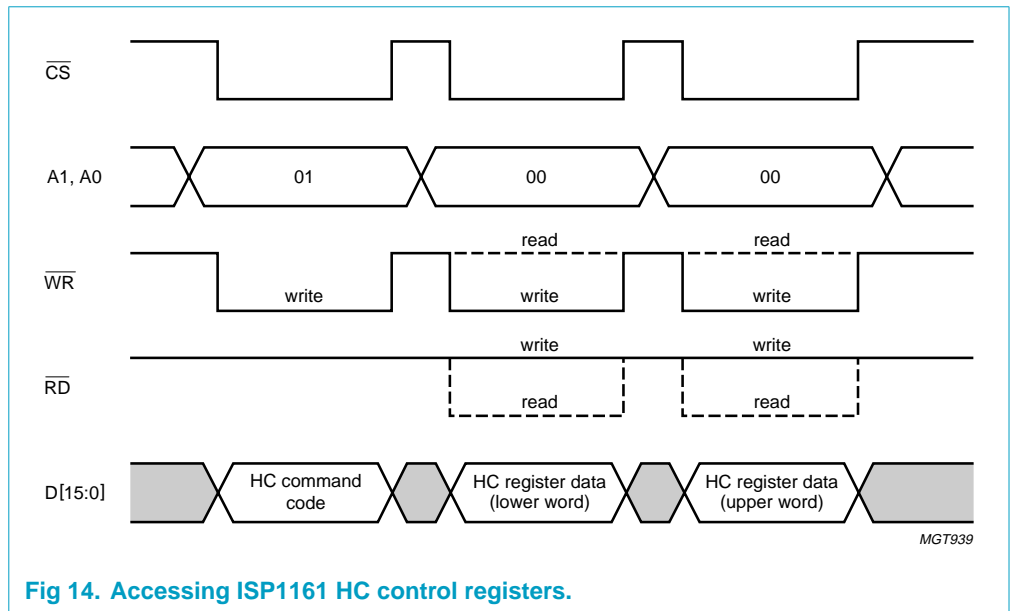 CS
A1, A0
01
00
00
read
read
WR
write
write
write
write
write
RD
read
read
D[15:0]
HC command
code
HC register data
(lower word)
HC register data
(upper word)
MGT939
Fig 14. Accessing ISP1161 HC control registers.